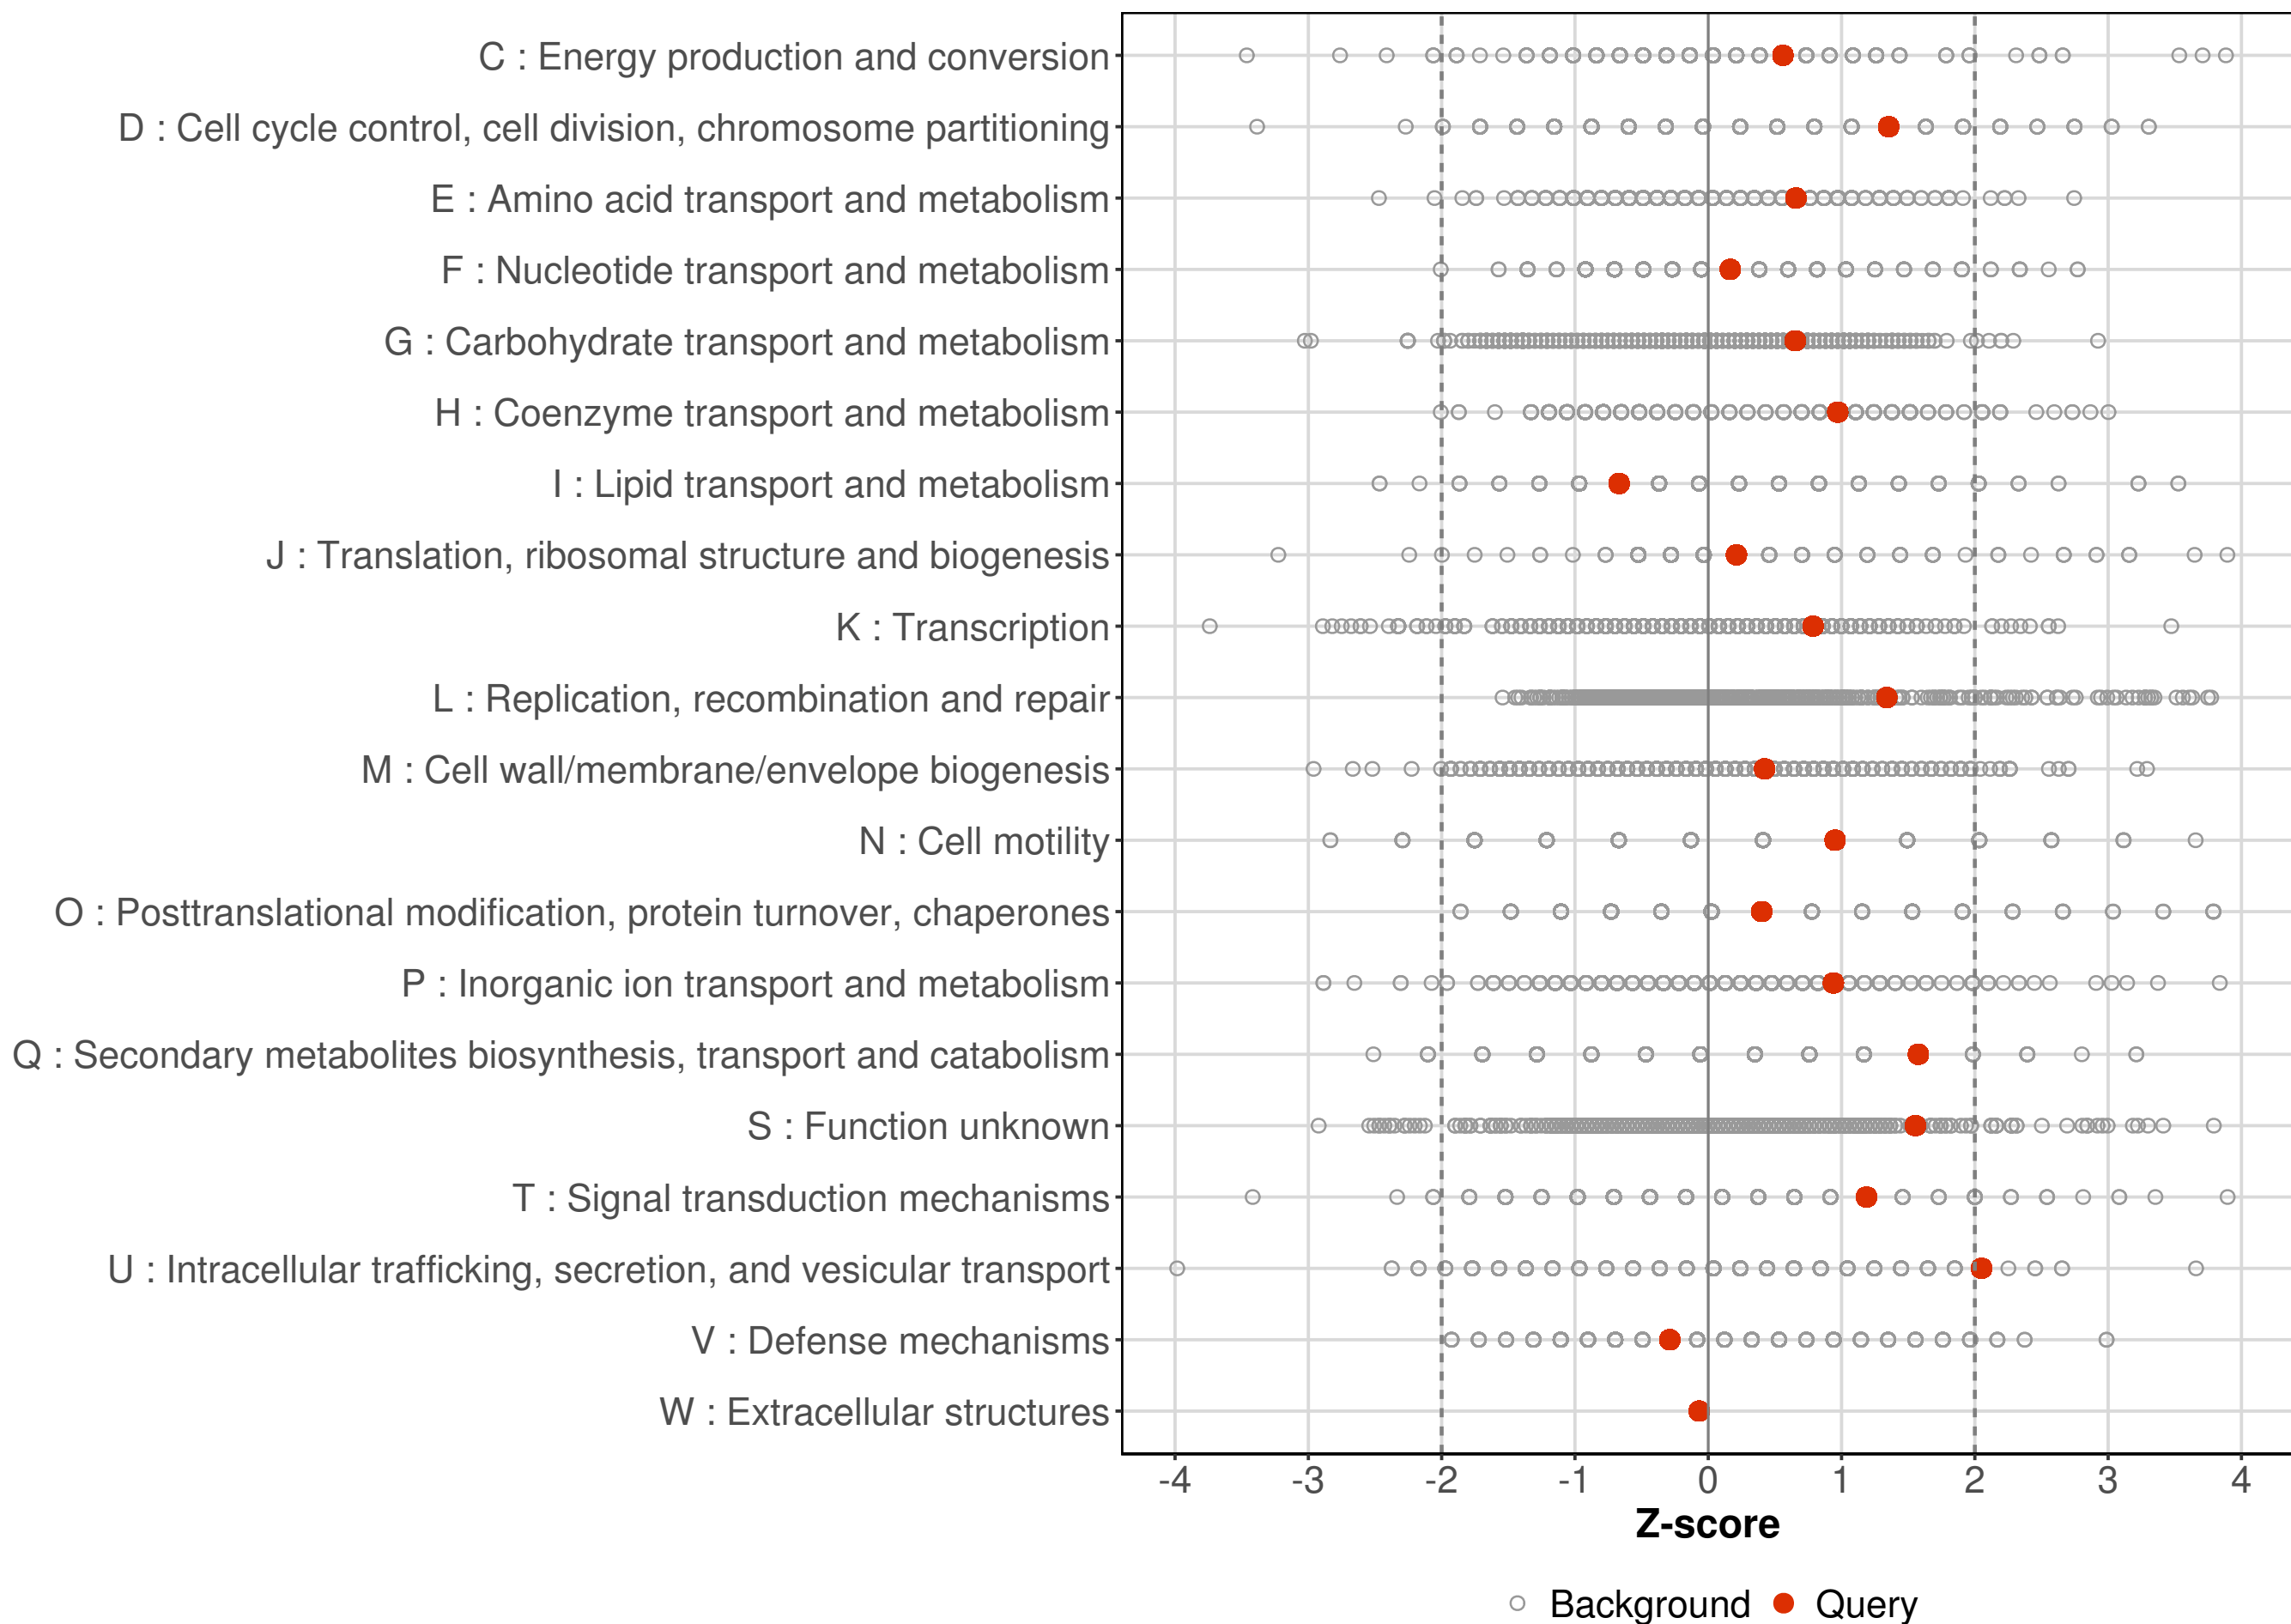 C : Energy production and conversion
D : Cell cycle control, cell division, chromosome partitioning
E : Amino acid transport and metabolism
F : Nucleotide transport and metabolism
G : Carbohydrate transport and metabolism
H : Coenzyme transport and metabolism
I : Lipid transport and metabolism
J : Translation, ribosomal structure and biogenesis
K : Transcription
L : Replication, recombination and repair
M : Cell wall/membrane/envelope biogenesis
N : Cell motility
O : Posttranslational modification, protein turnover, chaperones
P : Inorganic ion transport and metabolism
Q : Secondary metabolites biosynthesis, transport and catabolism
S : Function unknown
T : Signal transduction mechanisms
U : Intracellular trafficking, secretion, and vesicular transport
V : Defense mechanisms
W : Extracellular structures
-4 -3 -2 -1 0 1 2 3 4
Z-score
Background Query